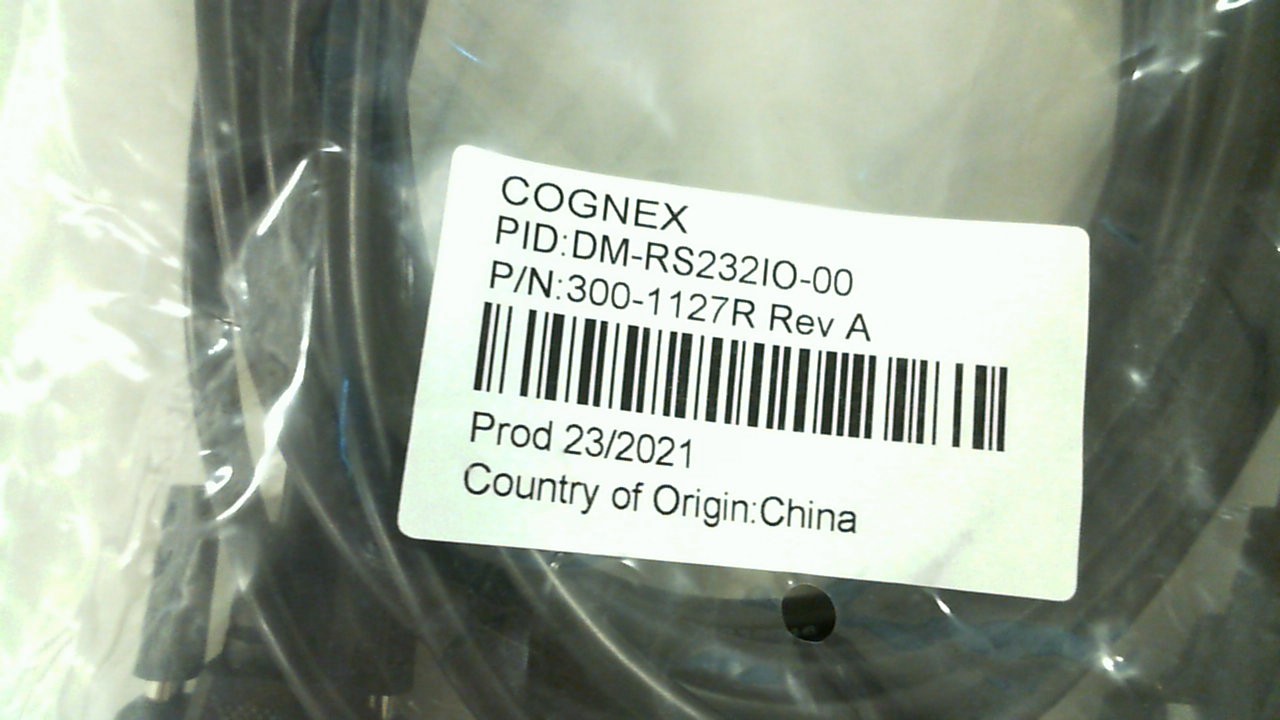 COGNEX
PID:DM-RS232IO-00
P/N:300-1127R Rev A
Prod 23/2021
Country of Origin:China